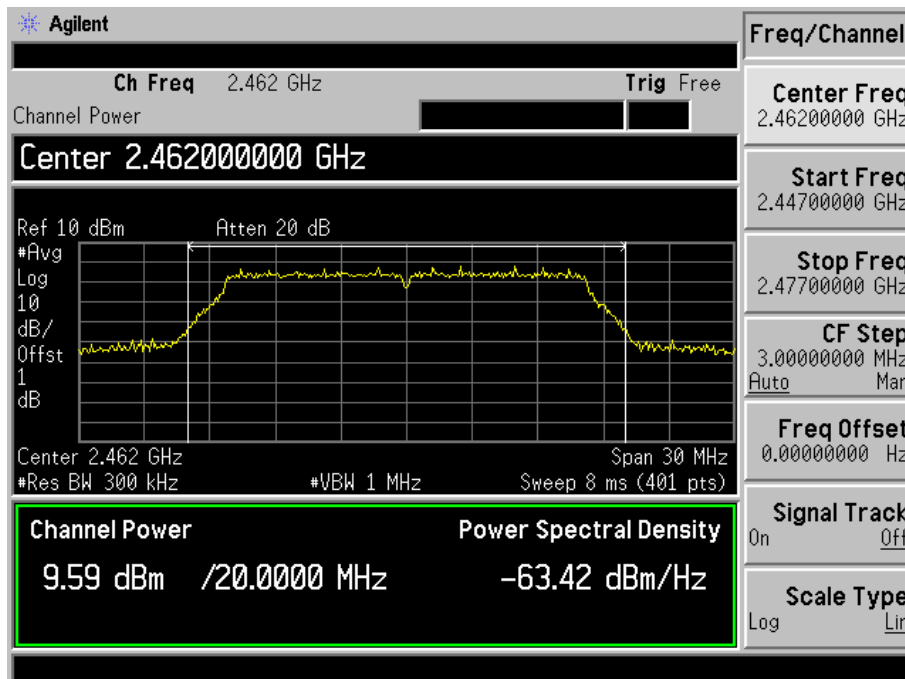 Agilent
Freq/Channel
Ch Freq 2.462 GHz Trig Free
Channel Power
Center 2.462000000 GHz
Ref 10 dBm Atten 20 dB
#Avg
Log
10
dB/
Offst
1
dB
Center 2.462 GHz Span 30 MHz
#Res BW 300 kHz #VBW 1 MHz Sweep 8 ms (401 pts)
Channel Power Power Spectral Density
9.59 dBm /20.0000 MHz -63.42 dBm/Hz
Center Freq
2.46200000 GHz
Start Freq
2.44700000 GHz
Stop Freq
2.47700000 GHz
CF Step
3.00000000 MHz
Auto Man
Freq Offset
0.00000000 Hz
Signal Track
On Off
Scale Type
Log Lin